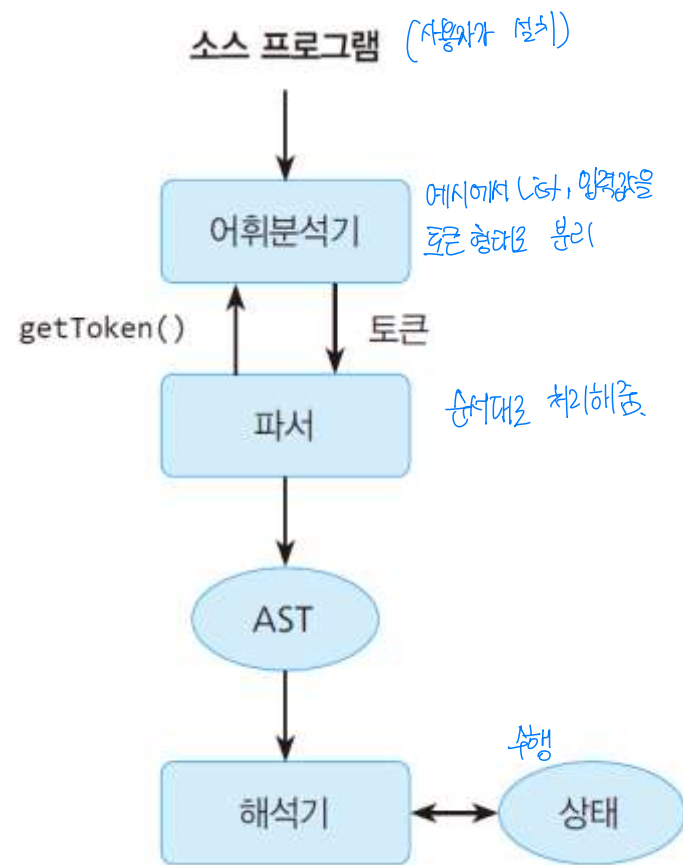 소스 프로그램 (사용자가 설치)
어휘분석기
예시에서 나타, 입력값을
토큰 형태로 분리
getToken()
토큰
파서
순서대로 처리해줌.
AST
수행
해석기
상태